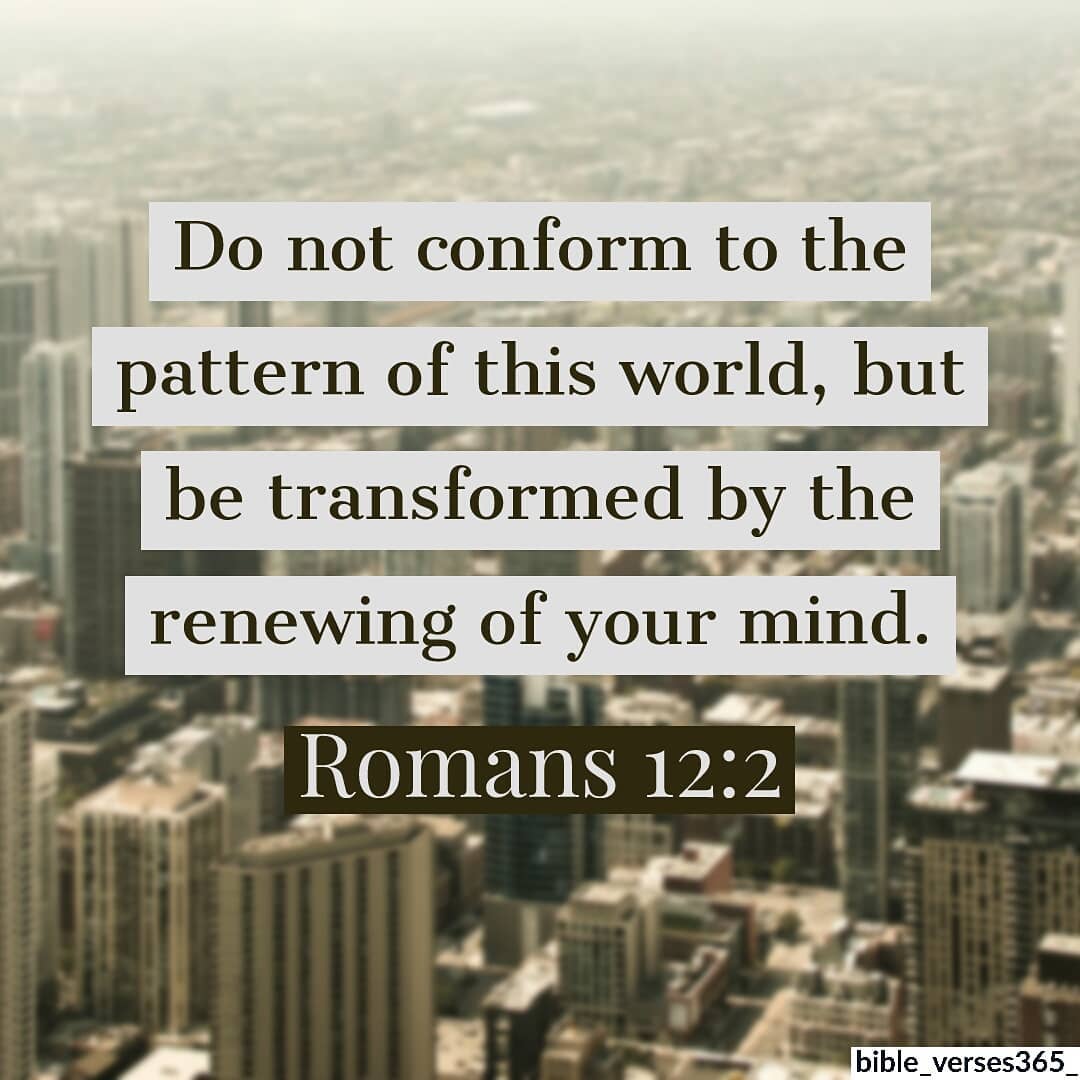 Do not conform to the
pattern of this world, but
be transformed by the
renewing of your mind.
Romans 12:2
bible_verses365_